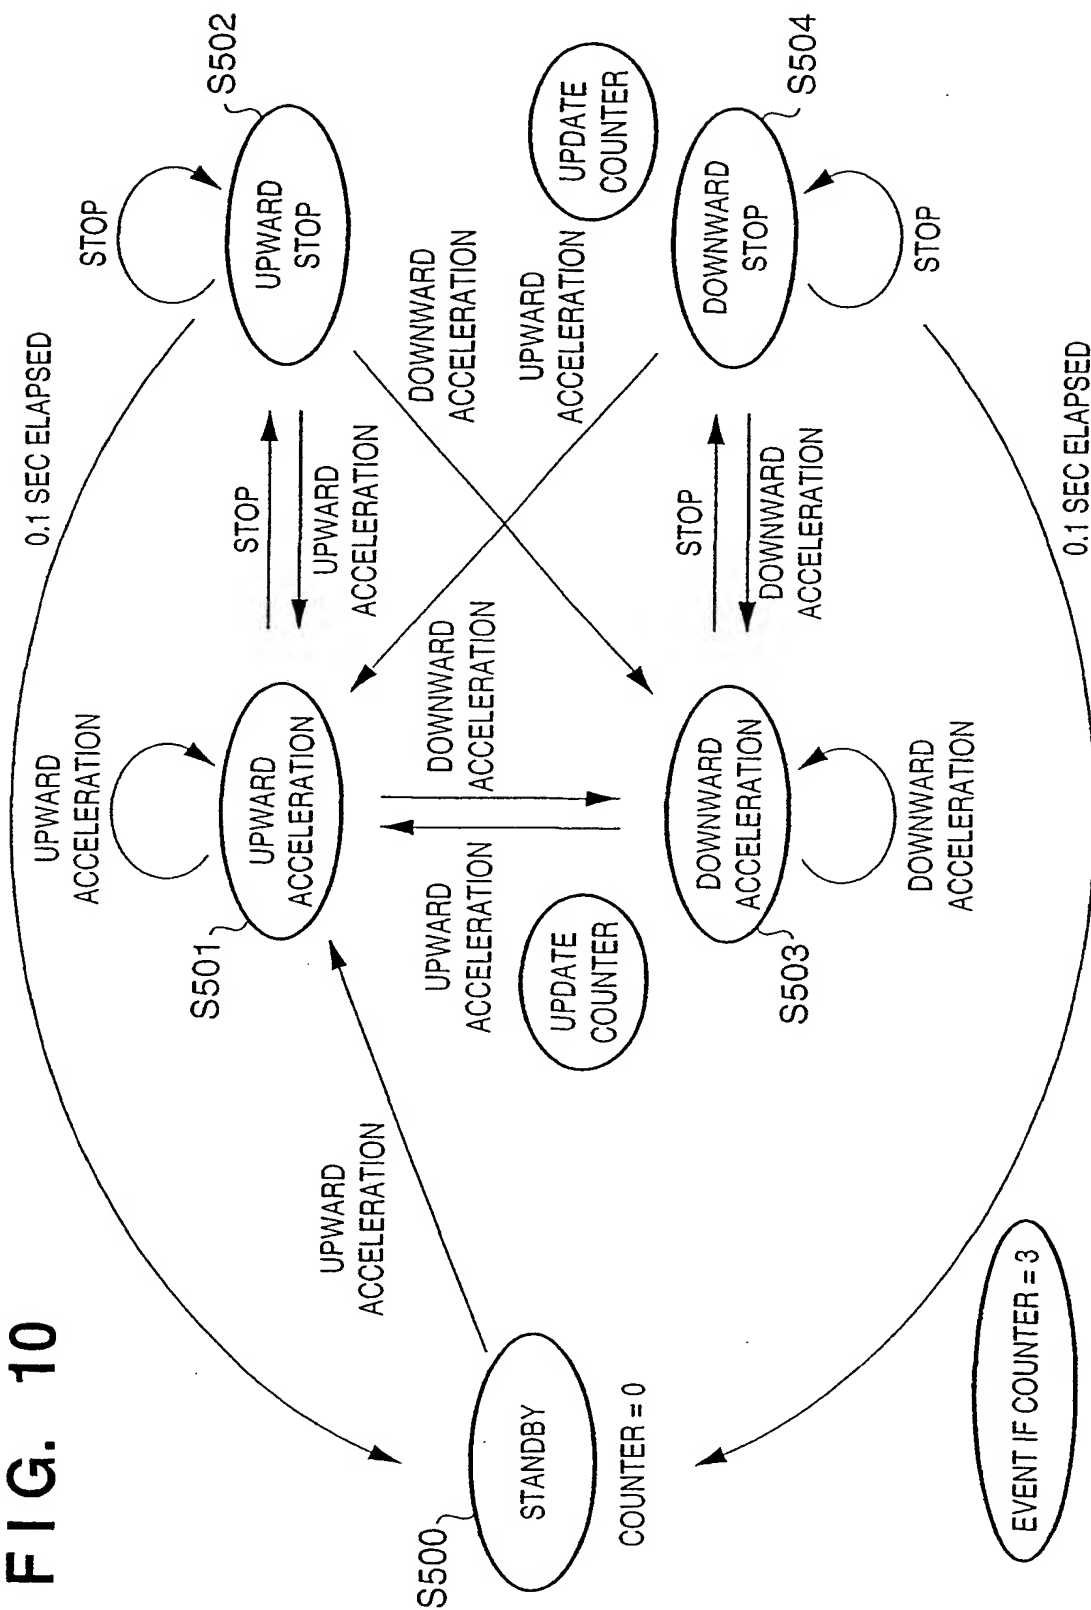 FIG. 10
0.1 SEC ELAPSED
UPWARD
ACCELERATION
STOP
S501
UPWARD
ACCELERATION
STOP
UPWARD
ACCELERATION
UPWARD
STOP
S502
UPWARD
ACCELERATION
S500
STANDBY
COUNTER = 0
UPWARD
ACCELERATION
UPDATE
COUNTER
DOWNWARD
ACCELERATION
DOWNWARD
ACCELERATION
UPWARD
ACCELERATION
UPDATE
COUNTER
S503
DOWNWARD
ACCELERATION
STOP
DOWNWARD
ACCELERATION
DOWNWARD
STOP
S504
DOWNWARD
ACCELERATION
STOP
EVENT IF COUNTER = 3
0.1 SEC ELAPSED